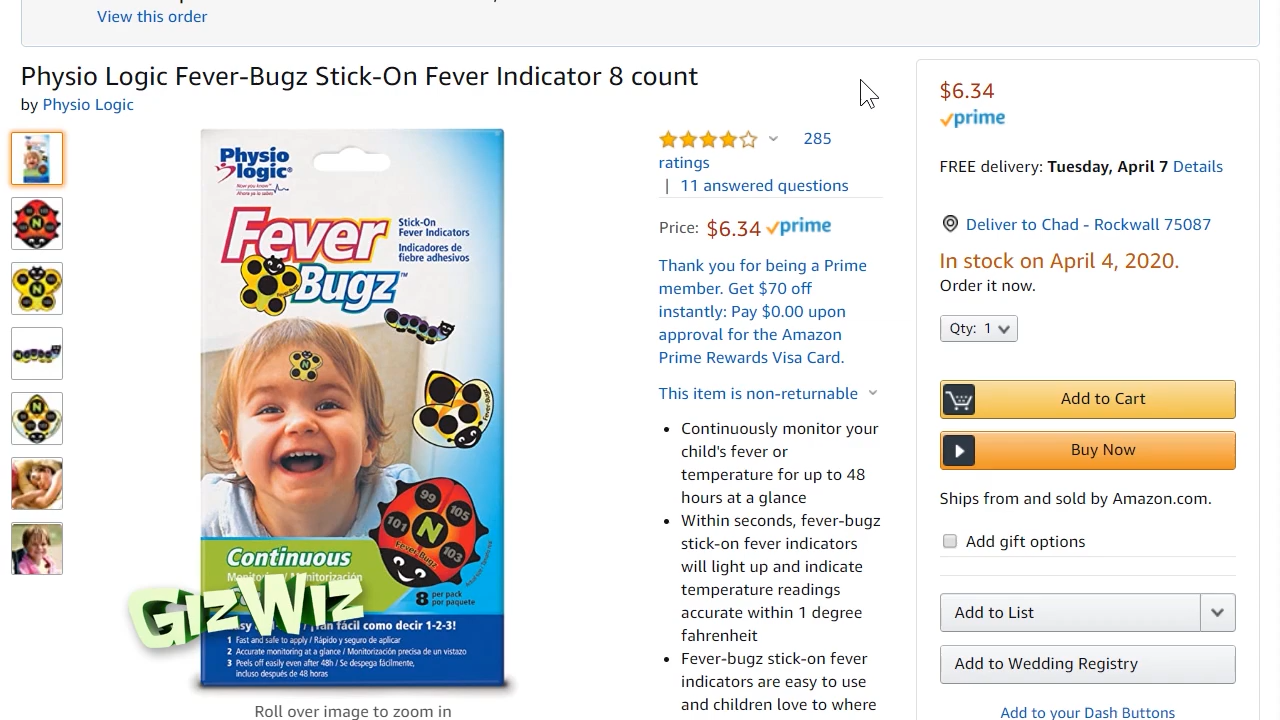 View this order
Physio Logic Fever-Bugz Stick-On Fever Indicator 8 count
by Physio Logic
Physio
logic®
Fever
Bugz™
Stick-On
Fever Indicators
Indicadores de
fiebre adhesivos
99
105
101
N
103
Fever-Bugz
Continuous
8 per pack
por paquete
GizWiz
fácil como decir 1-2-3!
1 Fast and safe to apply / Rápido y seguro de aplicar
2 Accurate monitoring at a glance / Monitorización precisa de un vistazo
3 Peels off easily even after 48h / Se despega fácilmente,
incluso después de 48 horas
Roll over image to zoom in
285
ratings
| 11 answered questions
Price: $6.34 prime
Thank you for being a Prime
member. Get $70 off
instantly: Pay $0.00 upon
approval for the Amazon
Prime Rewards Visa Card.
This item is non-returnable
• Continuously monitor your
child's fever or
temperature for up to 48
hours at a glance
• Within seconds, fever-bugz
stick-on fever indicators
will light up and indicate
temperature readings
accurate within 1 degree
fahrenheit
• Fever-bugz stick-on fever
indicators are easy to use
and children love to where
$6.34
prime
FREE delivery: Tuesday, April 7 Details
Deliver to Chad - Rockwall 75087
In stock on April 4, 2020.
Order it now.
Qty: 1
Add to Cart
Buy Now
Ships from and sold by Amazon.com.
Add gift options
Add to List
Add to Wedding Registry
Add to your Dash Buttons